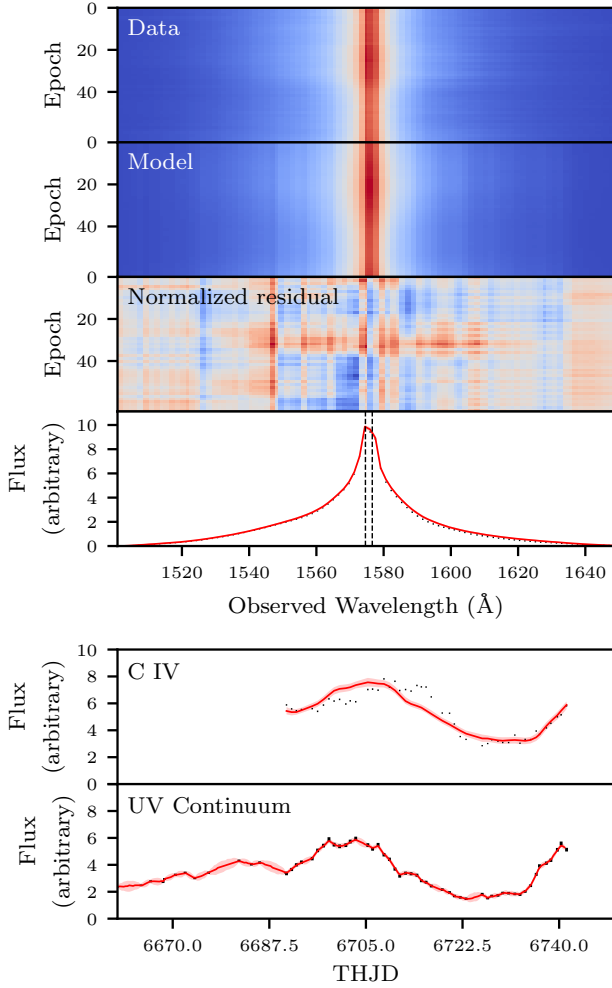 0
Data
Epoch
40
0
Model
Epoch
20
40
0
Normalized residual
Epoch
20
40
10
8
6
4
2
0
Flux
(arbitrary)
1520 1540 1560 1580 1600 1620 1640
Observed Wavelength (Å)
10
8
6
4
2
0
C IV
Flux
(arbitrary)
8
6
4
2
0
UV Continuum
Flux
(arbitrary)
6670.0 6687.5 6705.0 6722.5 6740.0
THJD